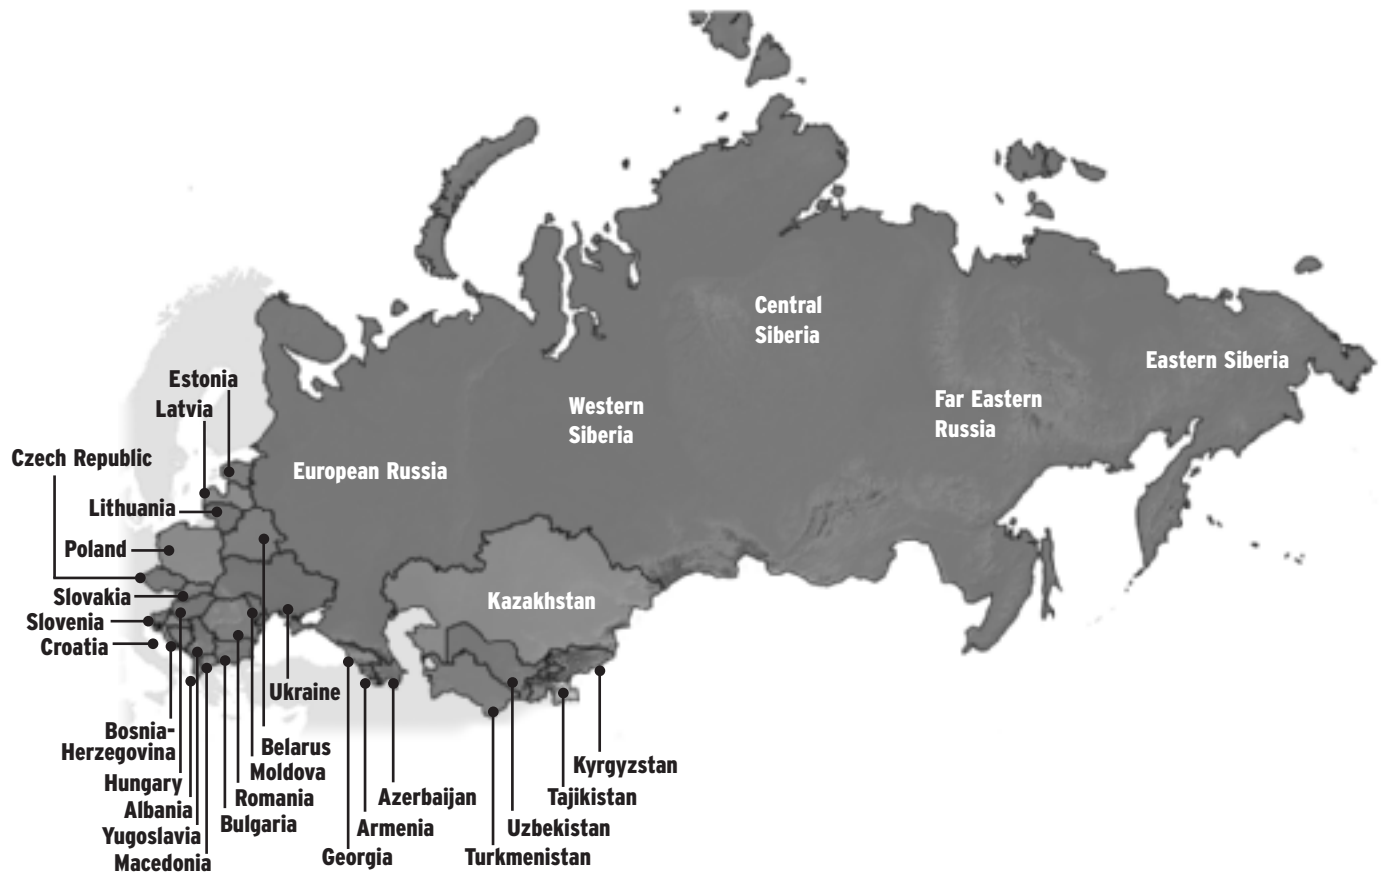 Central
Siberia
Eastern Siberia
Estonia
Latvia
Western
Siberia
Far Eastern
Russia
Czech Republic
European Russia
Lithuania
Poland
Slovakia
Kazakhstan
Slovenia
Croatia
Ukraine
Bosnia-
Herzegovina
Belarus
Moldova
Kyrgyzstan
Hungary
Romania
Azerbaijan
Tajikistan
Albania
Bulgaria
Armenia
Uzbekistan
Yugoslavia
Georgia
Turkmenistan
Macedonia